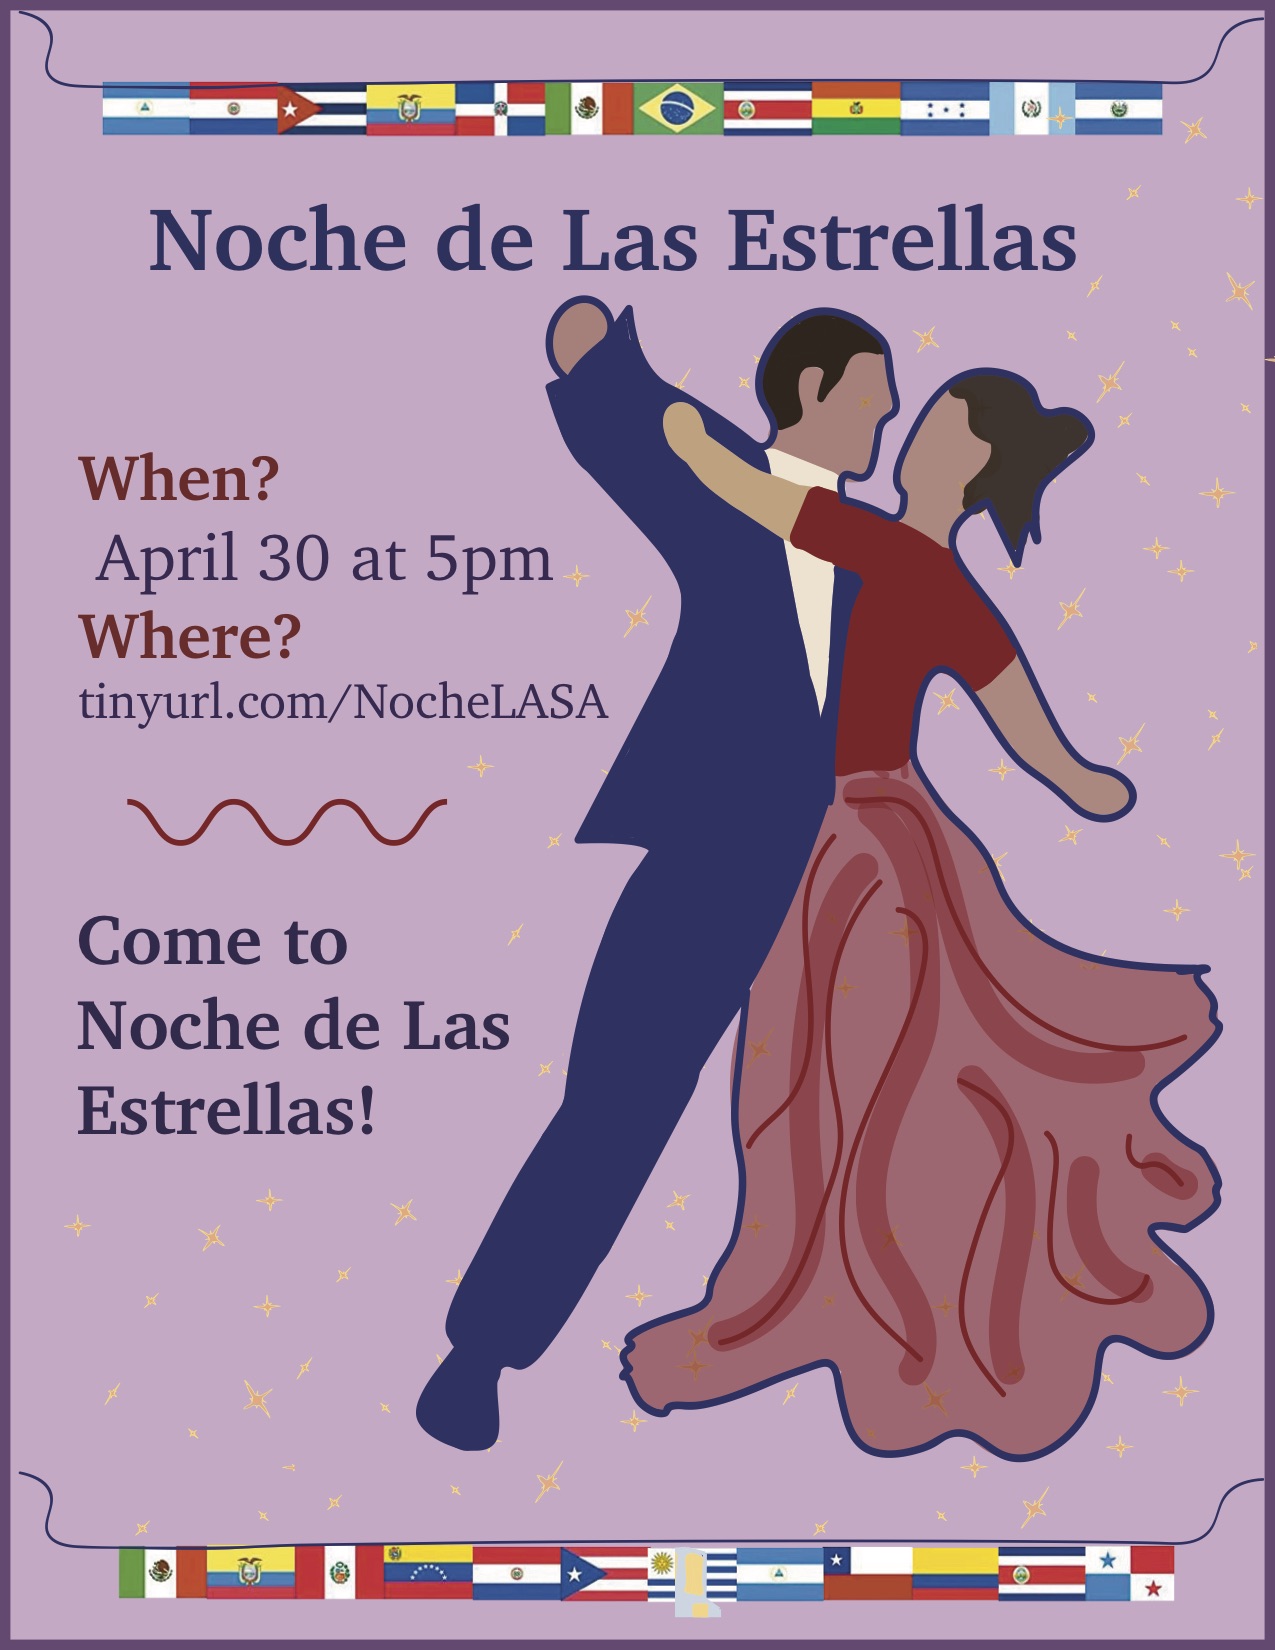 Noche de Las Estrellas
When?
April 30 at 5pm
Where?
tinyurl.com/NocheLASA
Come to
Noche de Las
Estrellas!